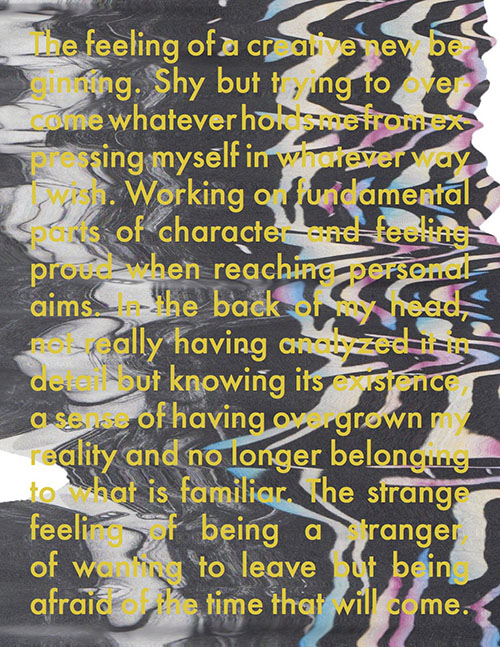 The feeling of a creative new be-
ginning. Shy but trying to over-
come whatever holds me from ex-
pressing myself in whatever way
I wish. Working on fundamental
parts of character and feeling
proud when reaching personal
aims. In the back of my head,
not really having analyzed it in
detail but knowing its existence,
a sense of having overgrown my
reality and no longer belonging
to what is familiar. The strange
feeling of being a stranger,
of wanting to leave but being
afraid of the time that will come.